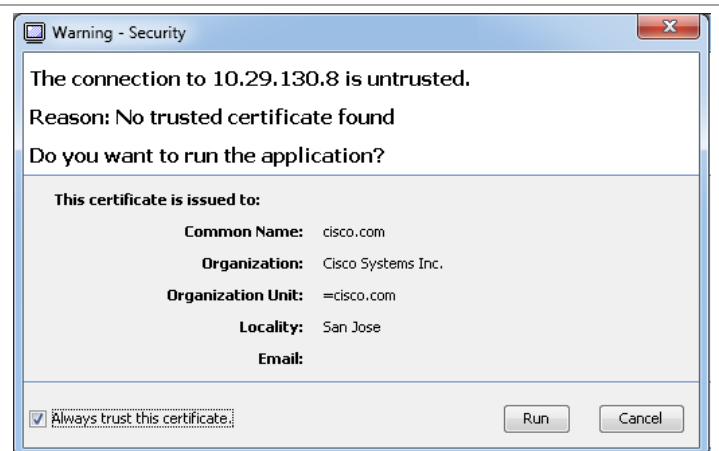 Warning - Security
The connection to 10.29.130.8 is untrusted.
Reason: No trusted certificate found
Do you want to run the application?
This certificate is issued to:
Common Name: cisco.com
Organization: Cisco Systems Inc.
Organization Unit: =cisco.com
Locality: San Jose
Email:
Always trust this certificate.
Run Cancel